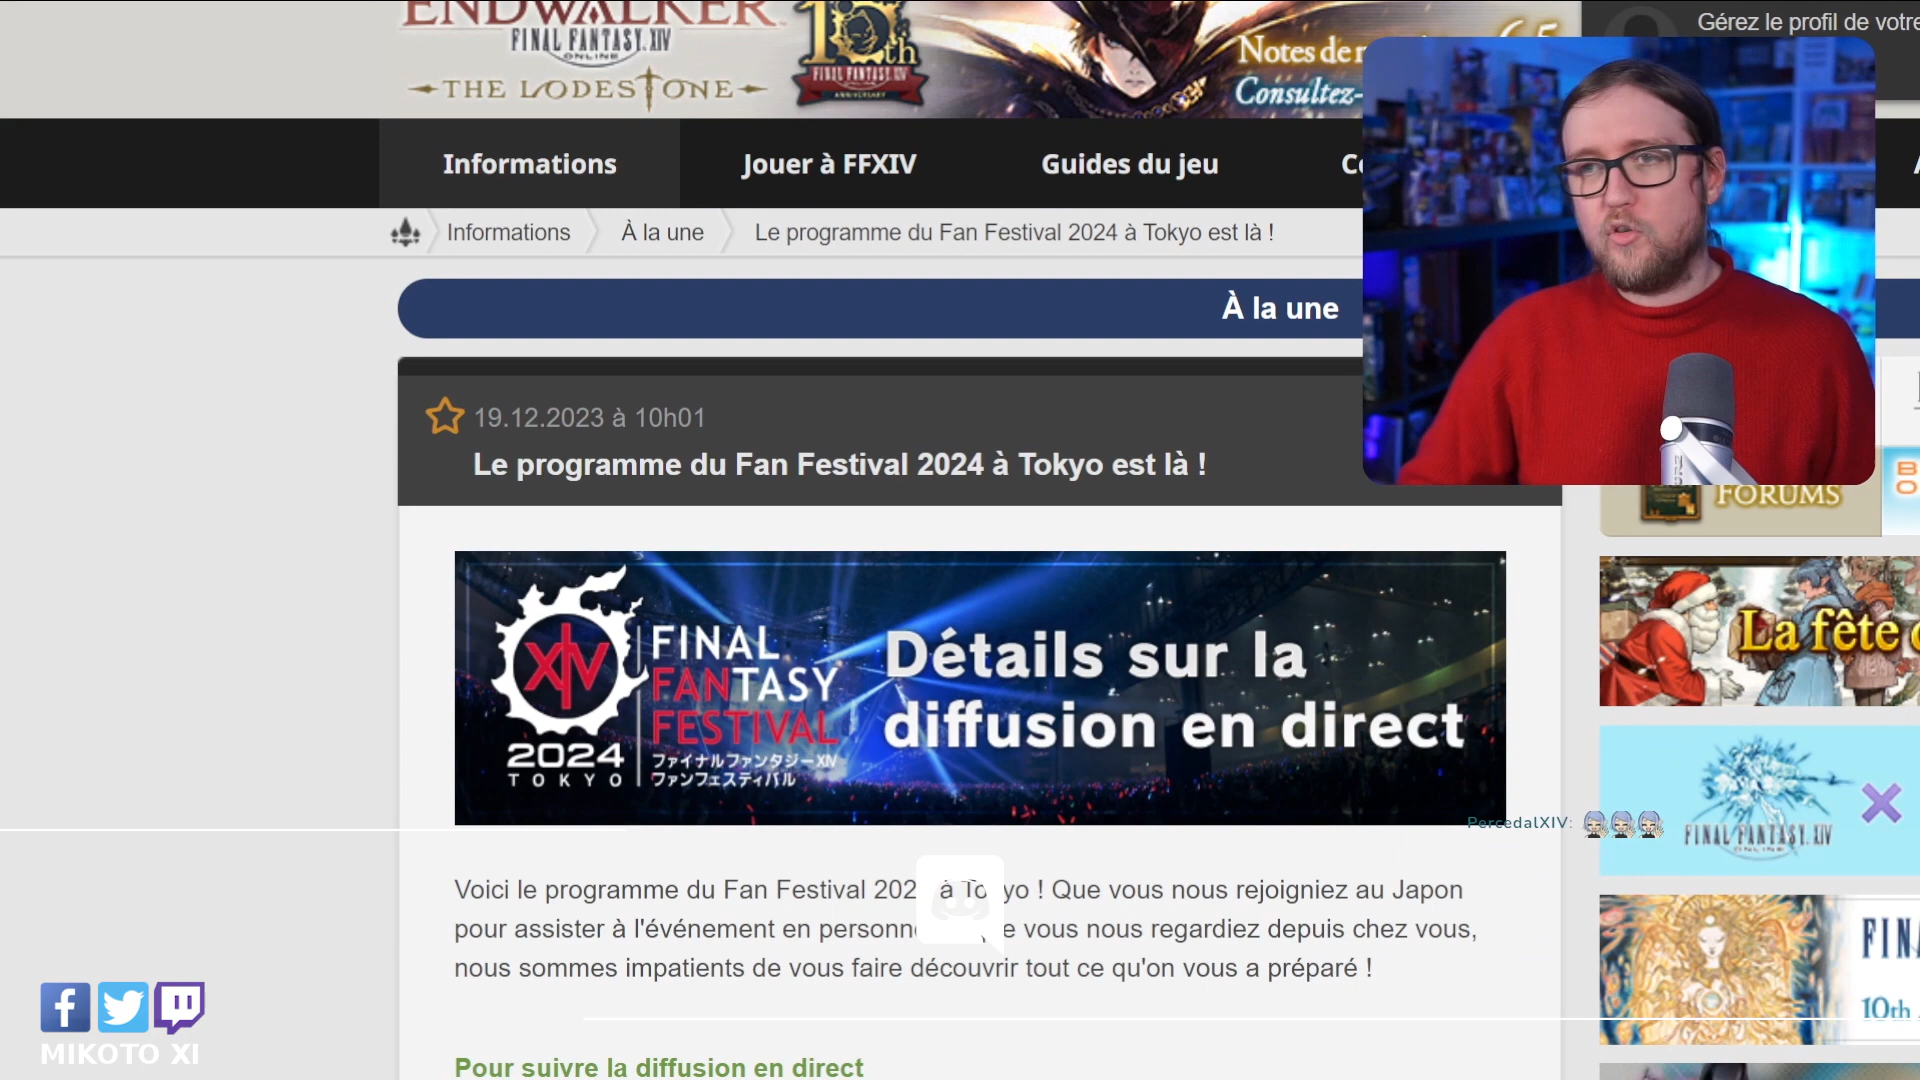 ENDWALKER
FINAL FANTASY XIV
ONLINE
THE LODESTONE
10th
FINAL FANTASY XIV
ANNIVERSARY
Notes de
6.5
Consultez-
Gérez le profil de votre
Informations
Jouer à FFXIV
Guides du jeu
Informations
À la une
Le programme du Fan Festival 2024 à Tokyo est là !
À la une
19.12.2023 à 10h01
Le programme du Fan Festival 2024 à Tokyo est là !
FORUMS
XIV
FINAL
FANTASY
FESTIVAL
2024
TOKYO
ファイナルファンタジーXIV
ファンフェスティバル
Détails sur la
diffusion en direct
La fête
PercedalXIV:
FINAL FANTASY XIV
ONLINE
Voici le programme du Fan Festival 202 à Tokyo ! Que vous nous rejoigniez au Japon
pour assister à l'événement en personne vous nous regardiez depuis chez vous,
nous sommes impatients de vous faire découvrir tout ce qu'on vous a préparé !
FIN
10th
MIKOTO XI
Pour suivre la diffusion en direct